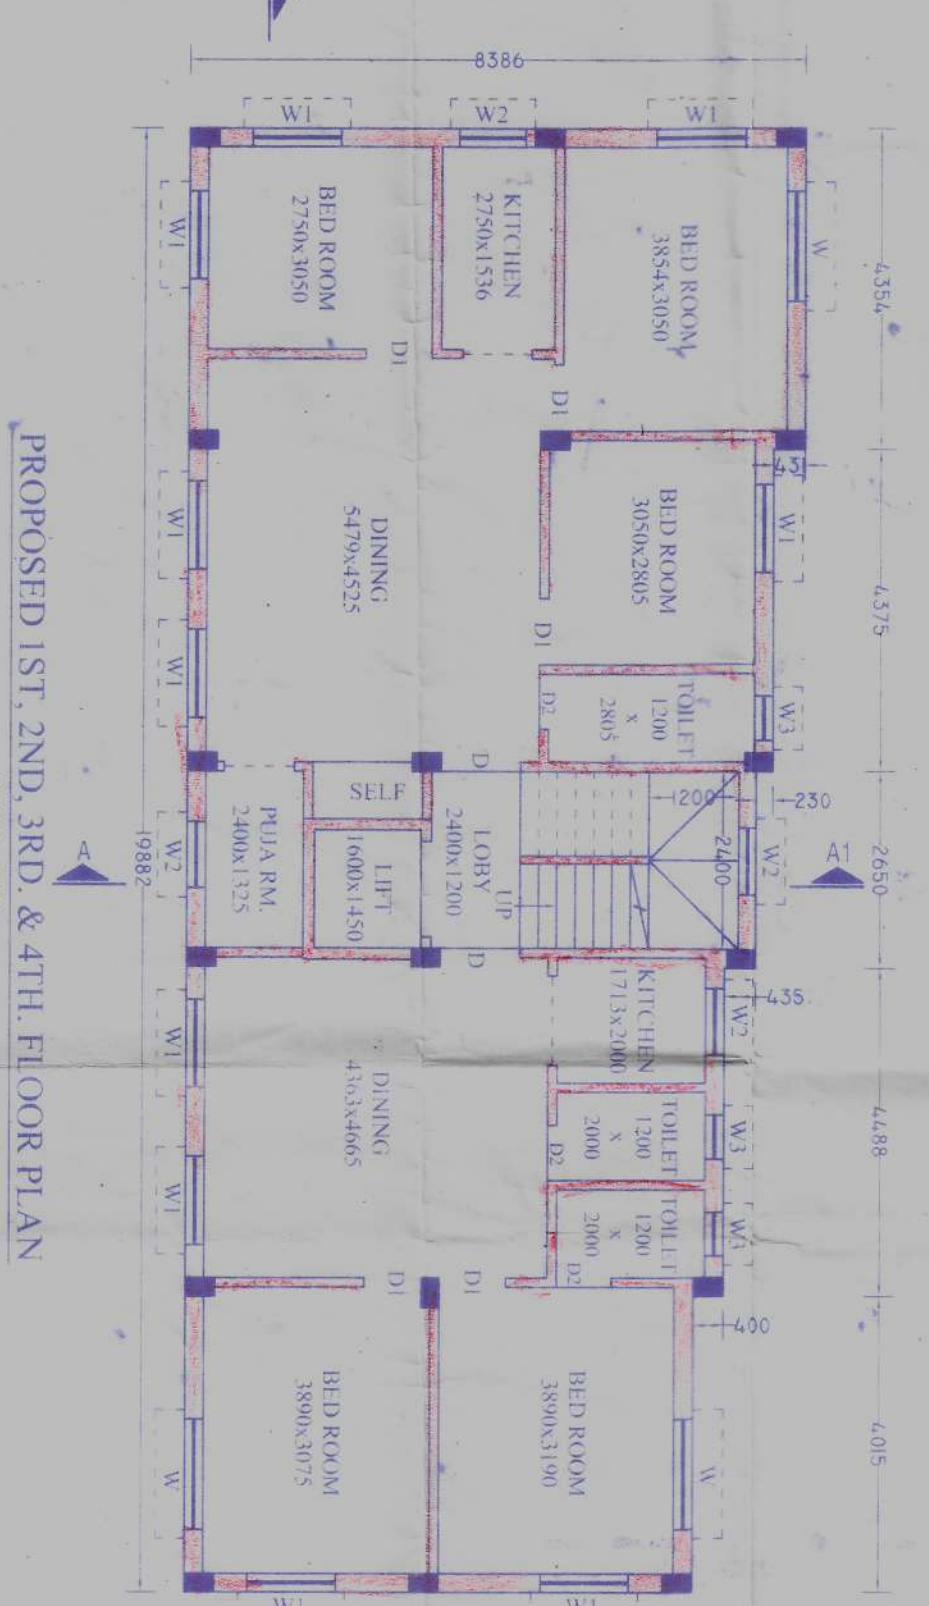 8386
W1
W2
W1
W1
W
BED ROOM
2750x3050
KITCHEN
2750x1536
BED ROOM
3854x3050
4354
D1
D1
43
W1
W1
BED ROOM
3050x2805
DINING
5479x4525
4375
D1
W1
D2
TOILET
1200
x
2805
W3
D
SELF
1200
230
PUJA RM.
2400x1325
LIFT
1600x1450
LOBY
2400x1200
UP
2400
W2
W2
A
A1
2650
19882
D
KITCHEN
1713x2000
435
W2
W1
DINING
4363x4665
TOILET
1200
x
2000
D2
W3
4488
W1
TOILET
1200
x
2000
D2
W3
D1
D1
400
BED ROOM
3890x3075
BED ROOM
3890x3190
W
W
4015
W1
W1
PROPOSED 1ST, 2ND, 3RD. & 4TH. FLOOR PLAN